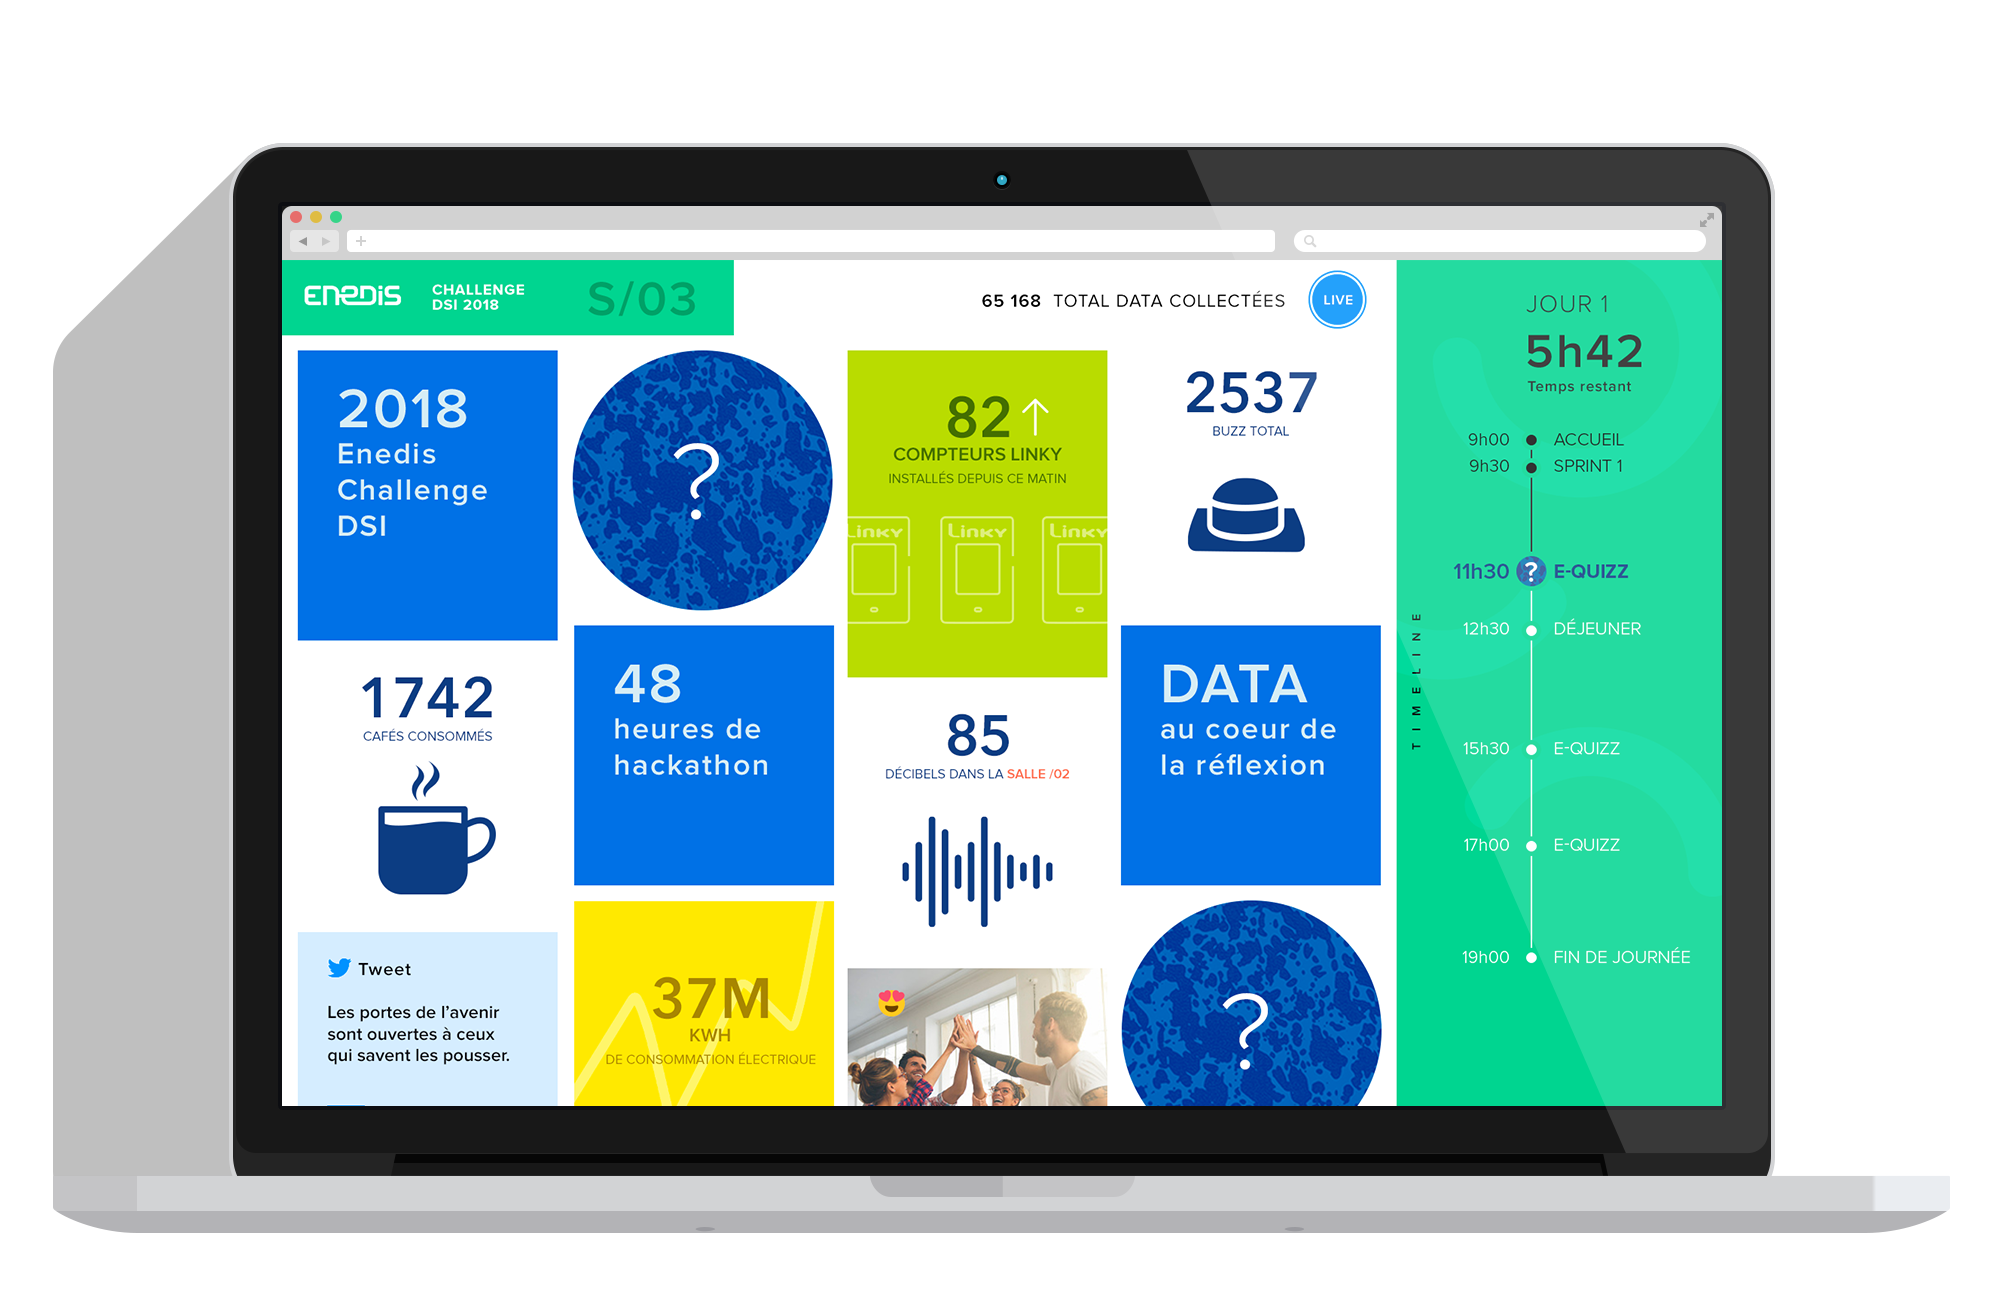 ENEDIS
CHALLENGE
DSI 2018
S/03
65 168 TOTAL DATA COLLECTÉES
LIVE
2018
Enedis
Challenge
DSI
?
82
COMPTEURS LINKY
INSTALLÉS DEPUIS CE MATIN
Linky
Linky
Linky
2537
BUZZ TOTAL
1742
CAFÉS CONSOMMÉS
48
heures de
hackathon
85
DÉCIBELS DANS LA SALLE /02
DATA
au coeur de
la réflexion
Tweet
Les portes de l’avenir
sont ouvertes à ceux
qui savent les pousser.
37M
KWH
DE CONSOMMATION ÉLECTRIQUE
?
JOUR 1
5h42
Temps restant
TIMELINE
9h00 ACCUEIL
9h30 SPRINT 1
11h30 ? E-QUIZZ
12h30 DÉJEUNER
15h30 E-QUIZZ
17h00 E-QUIZZ
19h00 FIN DE JOURNÉE